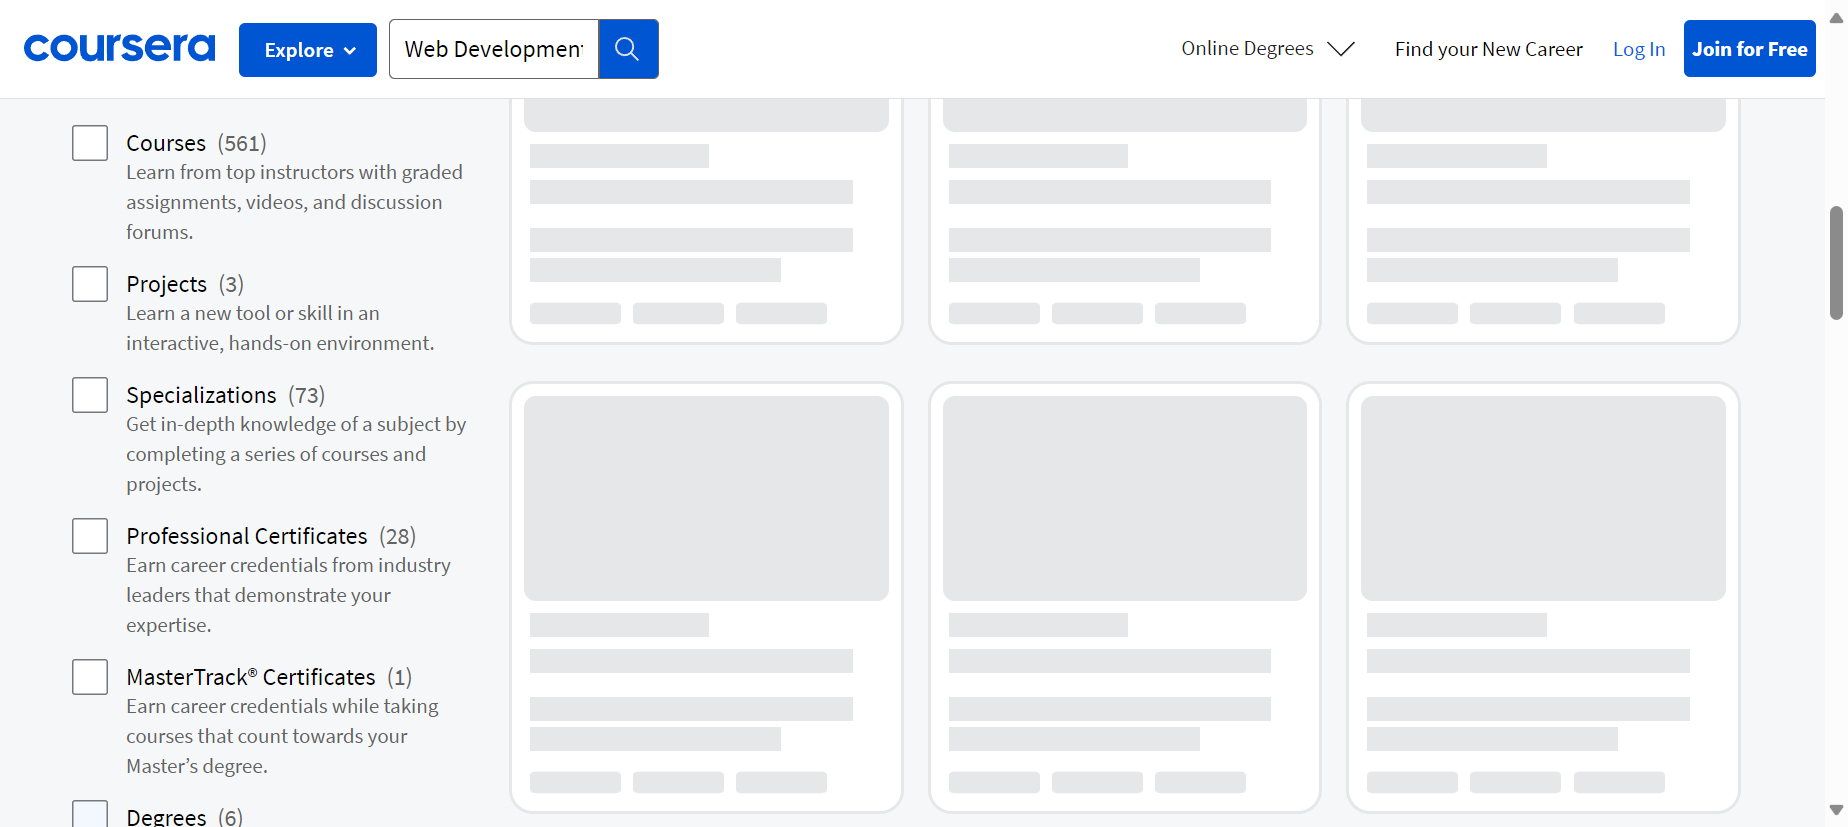 coursera
Explore
Web Development
Online Degrees
Find your New Career
Log In
Join for Free
Courses (561)
Learn from top instructors with graded
assignments, videos, and discussion
forums.
Projects (3)
Learn a new tool or skill in an
interactive, hands-on environment.
Specializations (73)
Get in-depth knowledge of a subject by
completing a series of courses and
projects.
Professional Certificates (28)
Earn career credentials from industry
leaders that demonstrate your
expertise.
MasterTrack® Certificates (1)
Earn career credentials while taking
courses that count towards your
Master’s degree.
Degrees (6)